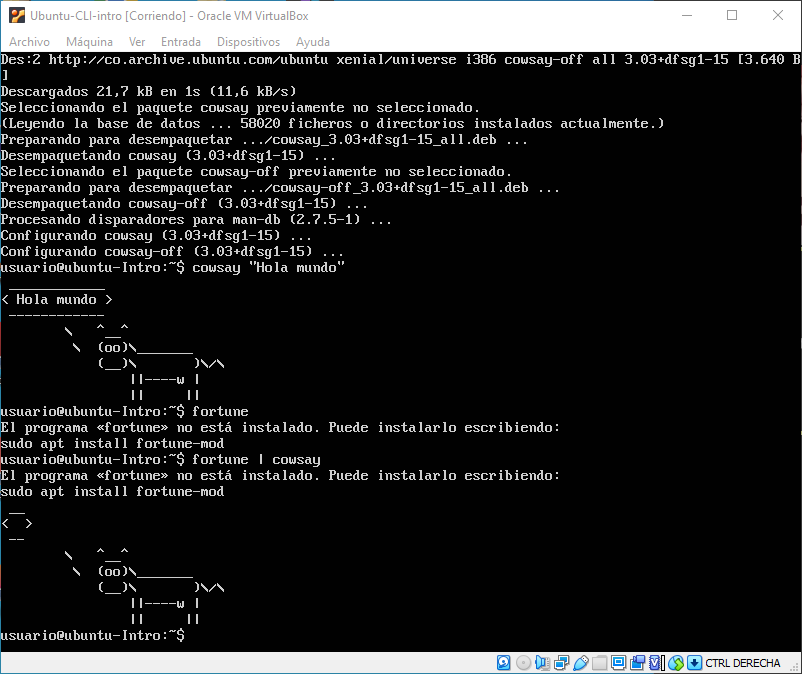 Ubuntu-CLI-intro [Corriendo] - Oracle VM VirtualBox
Archivo Máquina Ver Entrada Dispositivos Ayuda
Des:2 http://co.archive.ubuntu.com/ubuntu xenial/universe i386 cowsay-off all 3.03+dfsg1-15 [3.640 B
]
Descargados 21,7 kB en 1s (11,6 kB/s)
Seleccionando el paquete cowsay previamente no seleccionado.
(Leyendo la base de datos ... 58020 ficheros o directorios instalados actualmente.)
Preparando para desempaquetar .../cowsay_3.03+dfsg1-15_all.deb ...
Desempaquetando cowsay (3.03+dfsg1-15) ...
Seleccionando el paquete cowsay-off previamente no seleccionado.
Preparando para desempaquetar .../cowsay-off_3.03+dfsg1-15_all.deb ...
Desempaquetando cowsay-off (3.03+dfsg1-15) ...
Procesando disparadores para man-db (2.7.5-1) ...
Configurando cowsay (3.03+dfsg1-15) ...
Configurando cowsay-off (3.03+dfsg1-15) ...
usuario@ubuntu-Intro:~$ cowsay "Hola mundo"
 ____________
< Hola mundo >
 ------------
        \   ^__^
         \  (oo)\_______
            (__)\       )\/\
                ||----w |
                ||     ||
usuario@ubuntu-Intro:~$ fortune
El programa «fortune» no está instalado. Puede instalarlo escribiendo:
sudo apt install fortune-mod
usuario@ubuntu-Intro:~$ fortune | cowsay
El programa «fortune» no está instalado. Puede instalarlo escribiendo:
sudo apt install fortune-mod
 __
<  >
 --
        \   ^__^
         \  (oo)\_______
            (__)\       )\/\
                ||----w |
                ||     ||
usuario@ubuntu-Intro:~$
CTRL DERECHA